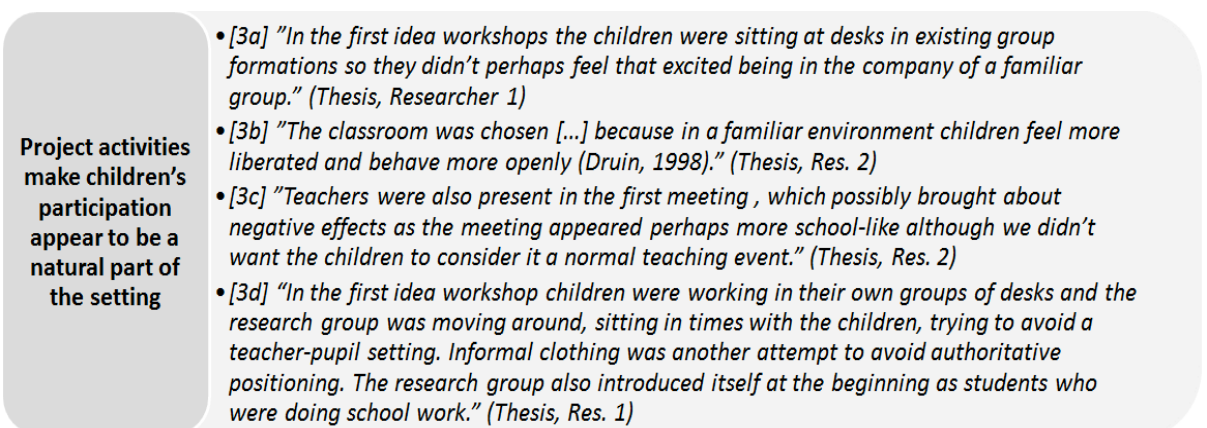 Project activities
make children's
participation
appear to be a
natural part of
the setting
• [3a] ”In the first idea workshops the children were sitting at desks in existing group
formations so they didn’t perhaps feel that excited being in the company of a familiar
group.” (Thesis, Researcher 1)
• [3b] ”The classroom was chosen […] because in a familiar environment children feel more
liberated and behave more openly (Druin, 1998).” (Thesis, Res. 2)
• [3c] ”Teachers were also present in the first meeting , which possibly brought about
negative effects as the meeting appeared perhaps more school-like although we didn’t
want the children to consider it a normal teaching event.” (Thesis, Res. 2)
• [3d] “In the first idea workshop children were working in their own groups of desks and the
research group was moving around, sitting in times with the children, trying to avoid a
teacher-pupil setting. Informal clothing was another attempt to avoid authoritative
positioning. The research group also introduced itself at the beginning as students who
were doing school work.” (Thesis, Res. 1)